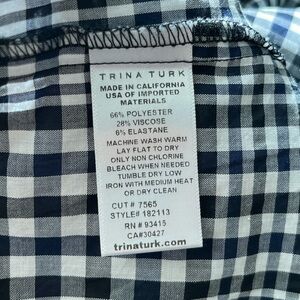 TRINA TURK
MADE IN CALIFORNIA
USA OF IMPORTED
MATERIALS
66% POLYESTER
28% VISCOSE
6% ELASTANE
MACHINE WASH WARM
LAY FLAT TO DRY
ONLY NON CHLORINE
BLEACH WHEN NEEDED
TUMBLE DRY LOW
IRON WITH MEDIUM HEAT
OR DRY CLEAN
CUT # 7565
STYLE# 182113
RN # 93415
CA#30427
trinaturk.com